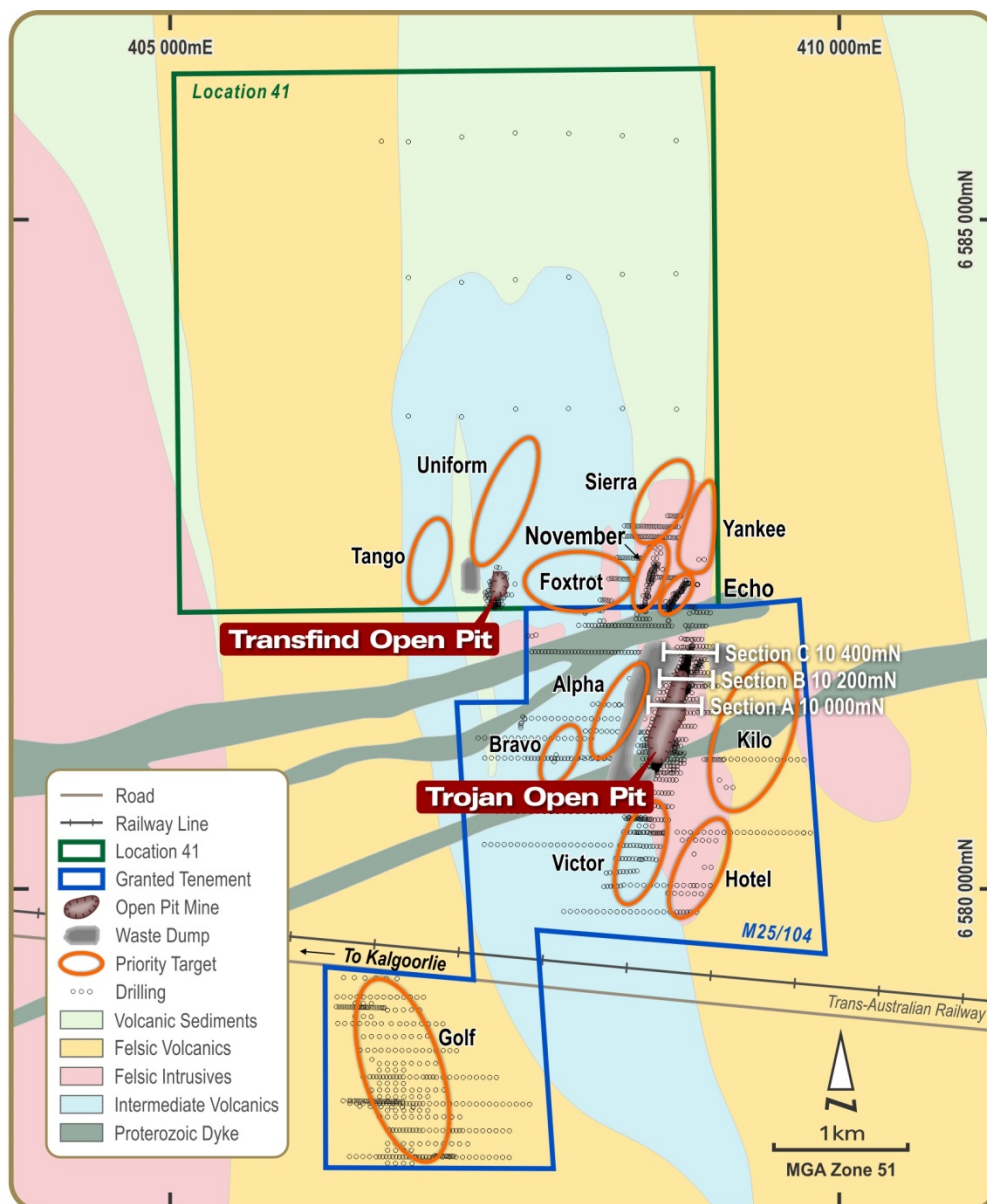 405 000mE
410 000mE
Location 41
6 585 000mN
Uniform
Sierra
Yankee
November
Tango
Foxtrot
Echo
Transfind Open Pit
Section C 10 400mN
Section B 10 200mN
Section A 10 000mN
Alpha
Bravo
Kilo
Trojan Open Pit
Victor
Hotel
6 580 000mN
M25/104
To Kalgoorlie
Trans-Australian Railway
Golf
Road
Railway Line
Location 41
Granted Tenement
Open Pit Mine
Waste Dump
Priority Target
Drilling
Volcanic Sediments
Felsic Volcanics
Felsic Intrusives
Intermediate Volcanics
Proterozoic Dyke
N
1km
MGA Zone 51